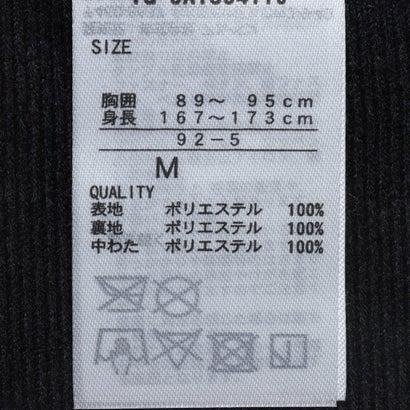 SIZE
胸囲 89～ 95cm
身長 167～173cm
92－5
M
QUALITY
表地 ポリエステル 100%
裏地 ポリエステル 100%
中わた ポリエステル 100%